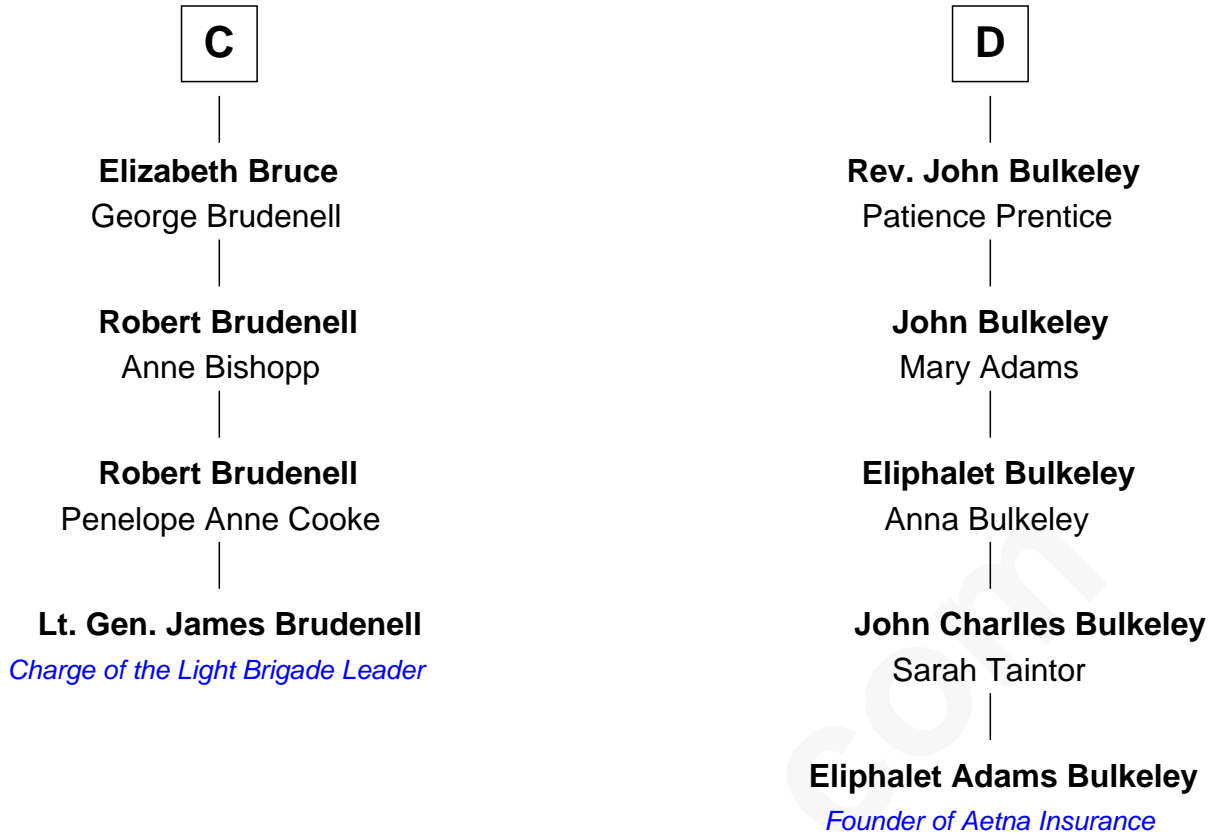 C
Elizabeth Bruce
George Brudenell
Robert Brudenell
Anne Bishopp
Robert Brudenell
Penelope Anne Cooke
Lt. Gen. James Brudenell
Charge of the Light Brigade Leader
D
Rev. John Bulkeley
Patience Prentice
John Bulkeley
Mary Adams
Eliphalet Bulkeley
Anna Bulkeley
John Charlles Bulkeley
Sarah Taintor
Eliphalet Adams Bulkeley
Founder of Aetna Insurance
com